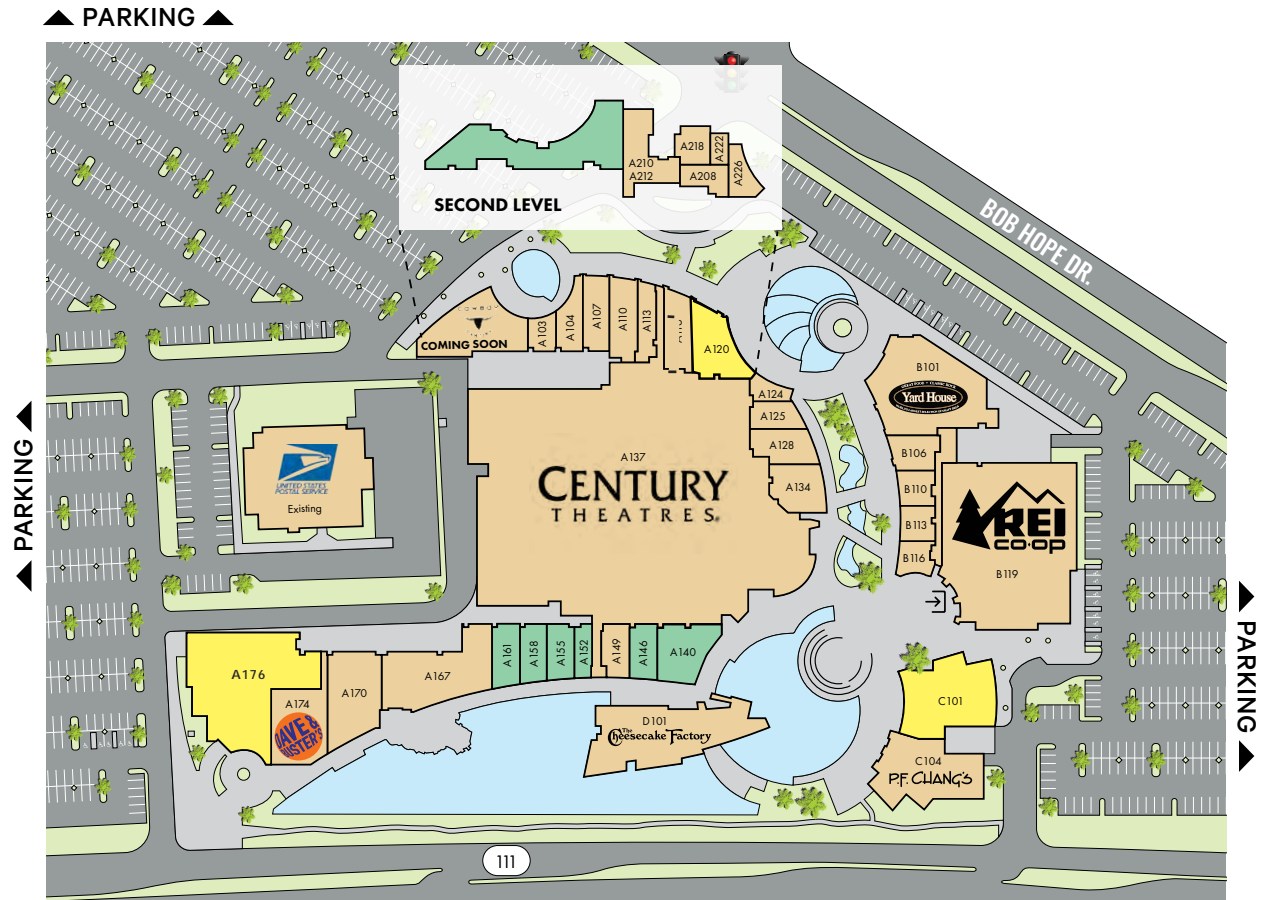 PARKING
A210
A212
A218
A222
A208
A226
SECOND LEVEL
BOB HOPE DR.
COMING SOON
A103
A104
A107
A110
A113
A120
A124
A125
A128
A134
A137
CENTURY
THEATRES
B101
Yard House
B106
B110
B113
B116
REI
co·op
B119
UNITED STATES
POSTAL SERVICE
Existing
PARKING
PARKING
A176
A174
DAVE &
BUSTER'S
A170
A167
A161
A158
A155
A152
A149
A146
A140
D101
The
Cheesecake Factory
C101
C104
P.F. CHANG'S
111